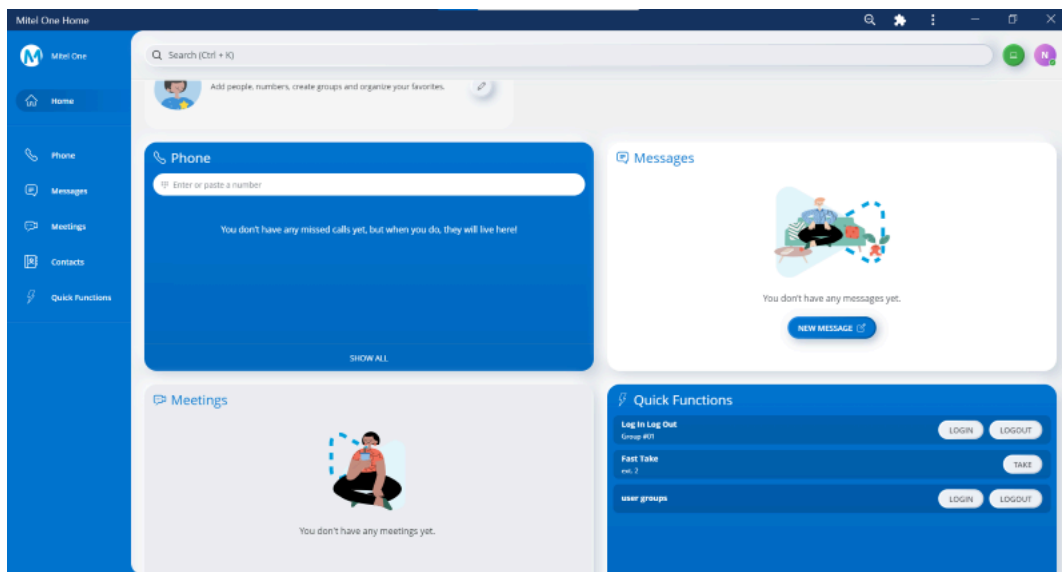 Mitel One Home
Mitel One
Search (Ctrl + K)
N
Home
Add people, numbers, create groups and organize your favorites.
Phone
Messages
Meetings
Contacts
Quick Functions
Phone
Enter or paste a number
You don't have any missed calls yet, but when you do, they will live here!
SHOW ALL
Messages
You don't have any messages yet.
NEW MESSAGE
Meetings
You don't have any meetings yet.
Quick Functions
Log In Log Out
Group #01
LOGIN LOGOUT
Fast Take
ext. 2
TAKE
user groups
LOGIN LOGOUT